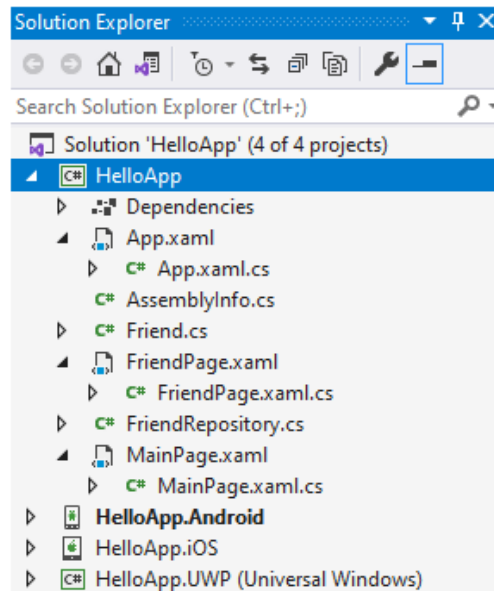 Solution Explorer
Search Solution Explorer (Ctrl+;)
Solution 'HelloApp' (4 of 4 projects)
C# HelloApp
Dependencies
App.xaml
C# App.xaml.cs
C# AssemblyInfo.cs
C# Friend.cs
FriendPage.xaml
C# FriendPage.xaml.cs
C# FriendRepository.cs
MainPage.xaml
C# MainPage.xaml.cs
HelloApp.Android
HelloApp.iOS
C# HelloApp.UWP (Universal Windows)